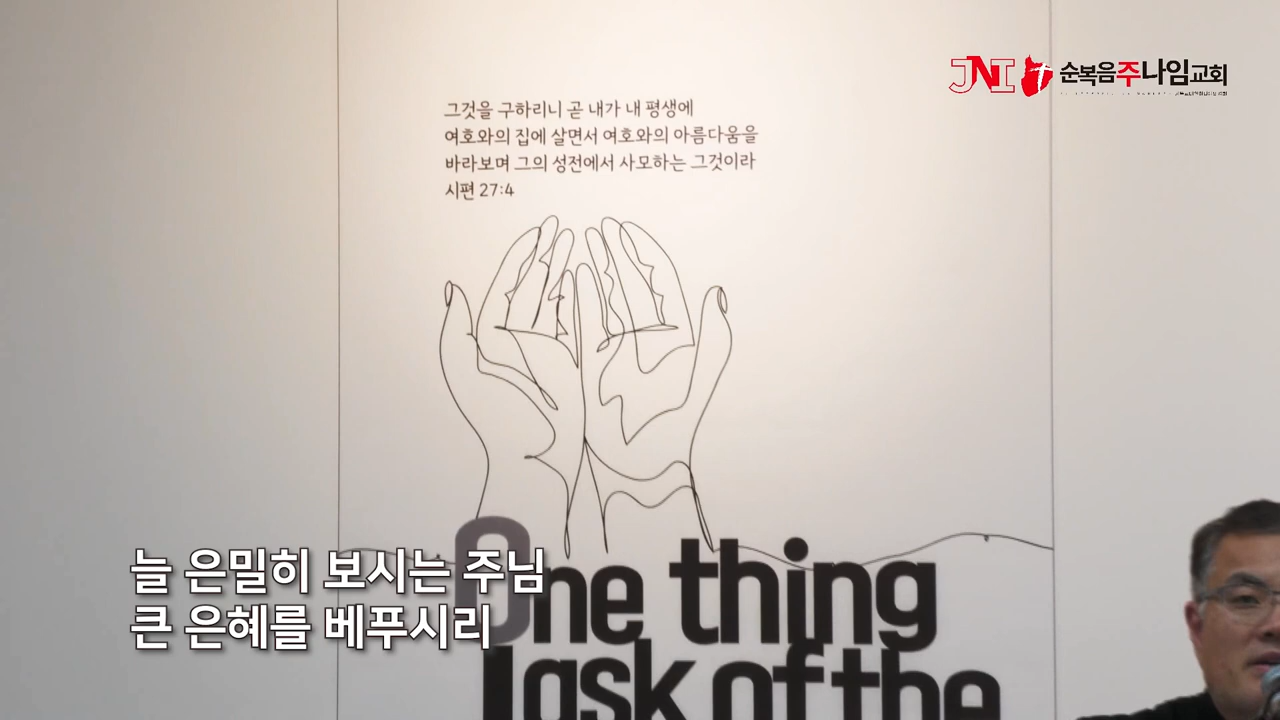 JNI 순복음주나임교회
그것을 구하리니 곧 내가 내 평생에
여호와의 집에 살면서 여호와의 아름다움을
바라보며 그의 성전에서 사모하는 그것이라
시편 27:4
One thing
I ask of the
늘 은밀히 보시는 주님
큰 은혜를 베푸시리